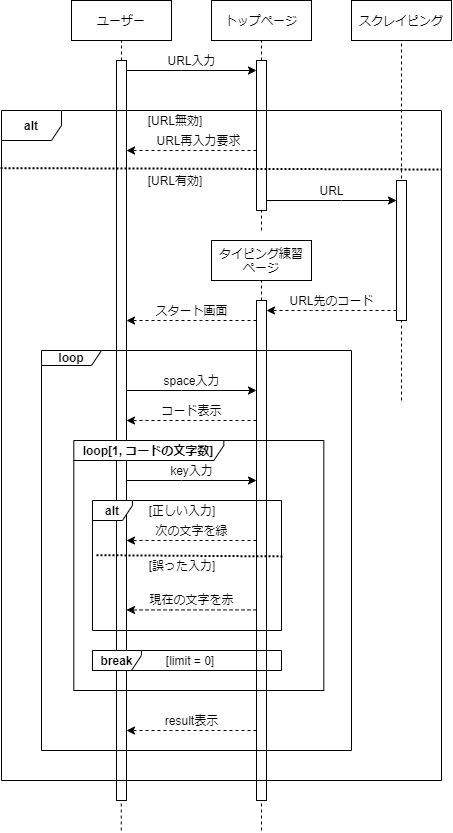 ユーザー
トップページ
スクレイピング
URL入力
alt
[URL無効]
URL再入力要求
[URL有効]
URL
タイピング練習
ページ
URL先のコード
スタート画面
loop
space入力
コード表示
loop[1, コードの文字数]
key入力
alt
[正しい入力]
次の文字を緑
[誤った入力]
現在の文字を赤
break
[limit = 0]
result表示